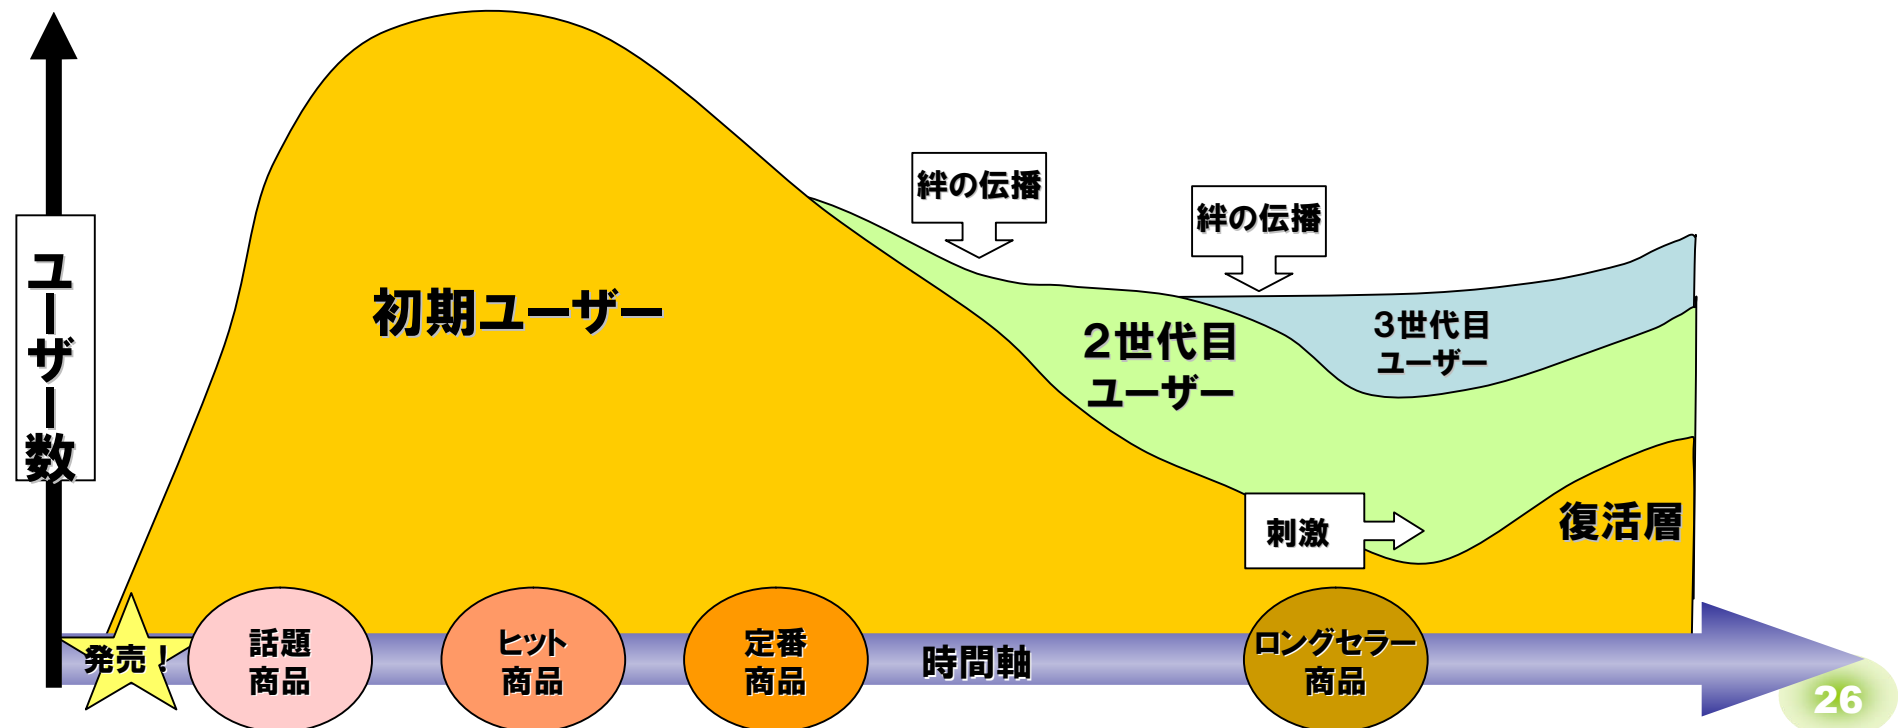 ユーザー数
初期ユーザー
絆の伝播
絆の伝播
2世代目
ユーザー
3世代目
ユーザー
刺激
復活層
発売！
話題
商品
ヒット
商品
定番
商品
時間軸
ロングセラー
商品
26